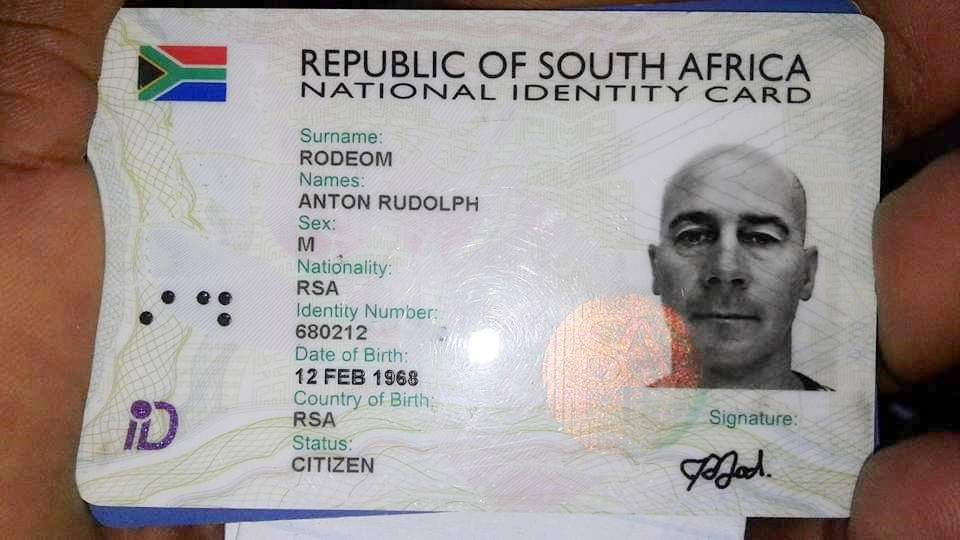 REPUBLIC OF SOUTH AFRICA
NATIONAL IDENTITY CARD
Surname:
RODEOM
Names:
ANTON RUDOLPH
Sex:
M
Nationality:
RSA
Identity Number:
680212
Date of Birth:
12 FEB 1968
Country of Birth:
RSA
Status:
CITIZEN
iD
Signature: